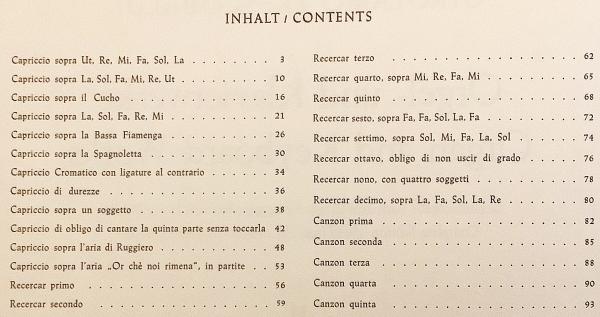 INHALT / CONTENTS
Capriccio sopra Ut, Re, Mi, Fa, Sol, La . . . . . . . . 3
Capriccio sopra La, Sol, Fa, Mi, Re, Ut . . . . . . . . . 10
Capriccio sopra il Cucho . . . . . . . . . . . . . 16
Capriccio sopra La, Sol, Fa, Re, Mi . . . . . . . . . . 21
Capriccio sopra la Bassa Fiamenga . . . . . . . . . . 26
Capriccio sopra la Spagnoletta . . . . . . . . . . . 30
Capriccio Cromatico con ligature al contrario . . . . . . 34
Capriccio di durezze . . . . . . . . . . . . . . 36
Capriccio sopra un soggetto . . . . . . . . . . . . 38
Capriccio di obligo di cantare la quinta parte senza toccarla 42
Capriccio sopra l'aria di Ruggiero . . . . . . . . . . 48
Capriccio sopra l'aria „Or chè noi rimena", in partite . . 53
Recercar primo . . . . . . . . . . . . . . . . 56
Recercar secondo . . . . . . . . . . . . . . . 59
Recercar terzo . . . . . . . . . . . . . . . 62
Recercar quarto, sopra Mi, Re, Fa, Mi . . . . . . . . 65
Recercar quinto . . . . . . . . . . . . . . . 68
Recercar sesto, sopra Fa, Fa, Sol, La, Fa . . . . . . . 72
Recercar settimo, sopra Sol, Mi, Fa, La, Sol . . . . . . 74
Recercar ottavo, obligo di non uscir di grado . . . . . . 76
Recercar nono, con quattro soggetti . . . . . . . . . 78
Recercar decimo, sopra La, Fa, Sol, La, Re . . . . . . . 80
Canzon prima . . . . . . . . . . . . . . . . 82
Canzon seconda . . . . . . . . . . . . . . . 85
Canzon terza . . . . . . . . . . . . . . . . 88
Canzon quarta . . . . . . . . . . . . . . . . 90
Canzon quinta . . . . . . . . . . . . . . . . 93